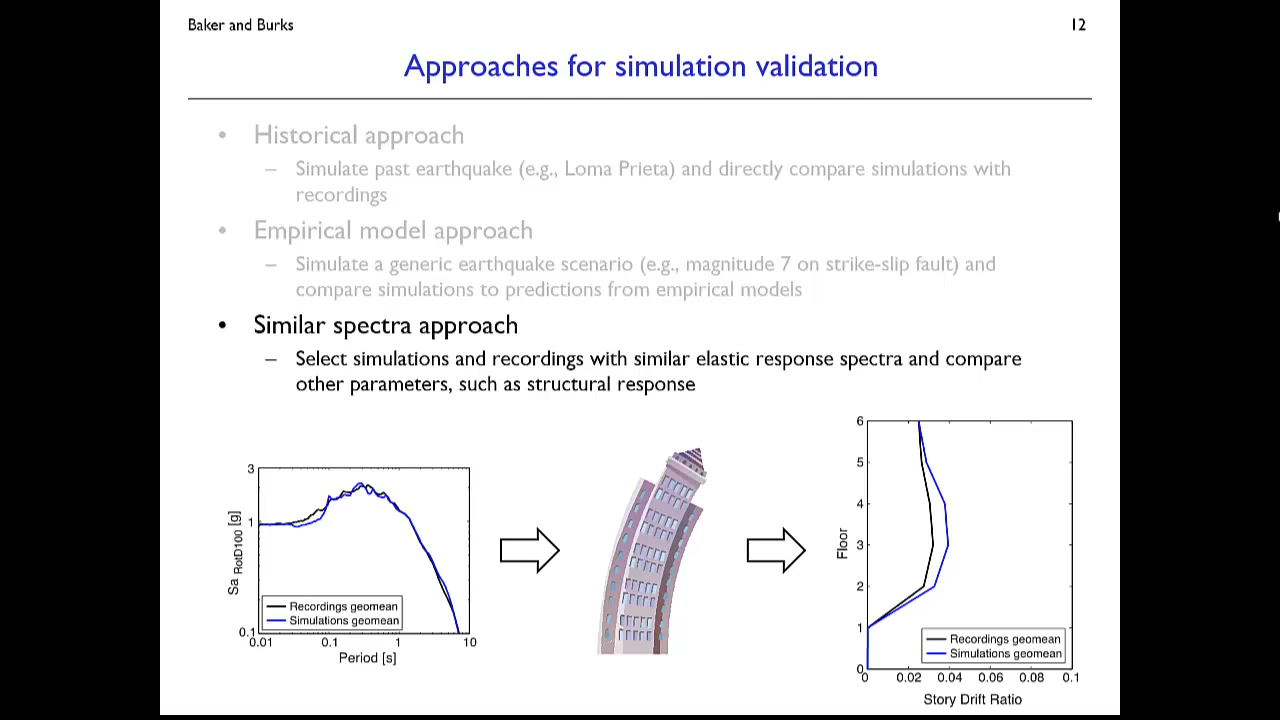 Baker and Burks
12
Approaches for simulation validation
• Historical approach
– Simulate past earthquake (e.g., Loma Prieta) and directly compare simulations with
recordings
• Empirical model approach
– Simulate a generic earthquake scenario (e.g., magnitude 7 on strike-slip fault) and
compare simulations to predictions from empirical models
• Similar spectra approach
– Select simulations and recordings with similar elastic response spectra and compare
other parameters, such as structural response
3
1
0.1
Sa RotD100 [g]
Recordings geomean
Simulations geomean
0.01 0.1 1 10
Period [s]
6
5
4
3
2
1
0
Floor
Recordings geomean
Simulations geomean
0 0.02 0.04 0.06 0.08 0.1
Story Drift Ratio